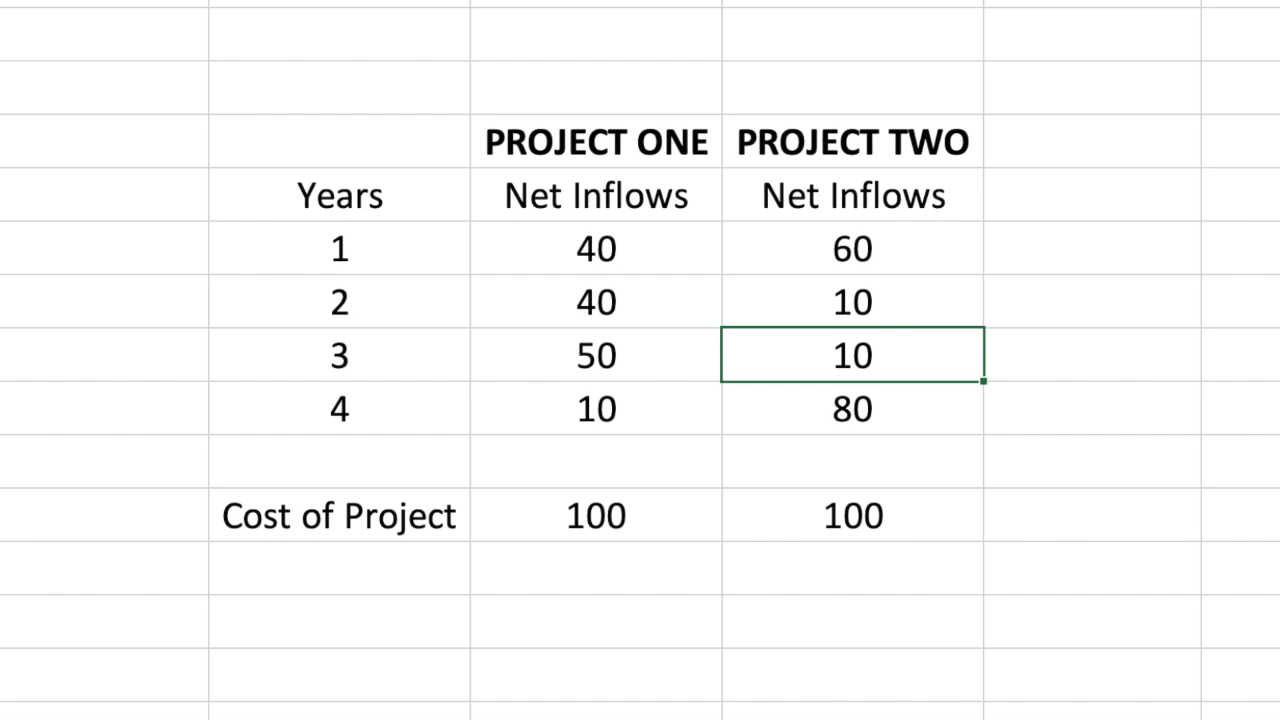 PROJECT ONE PROJECT TWO
Years Net Inflows Net Inflows
1 40 60
2 40 10
3 50 10
4 10 80
Cost of Project 100 100